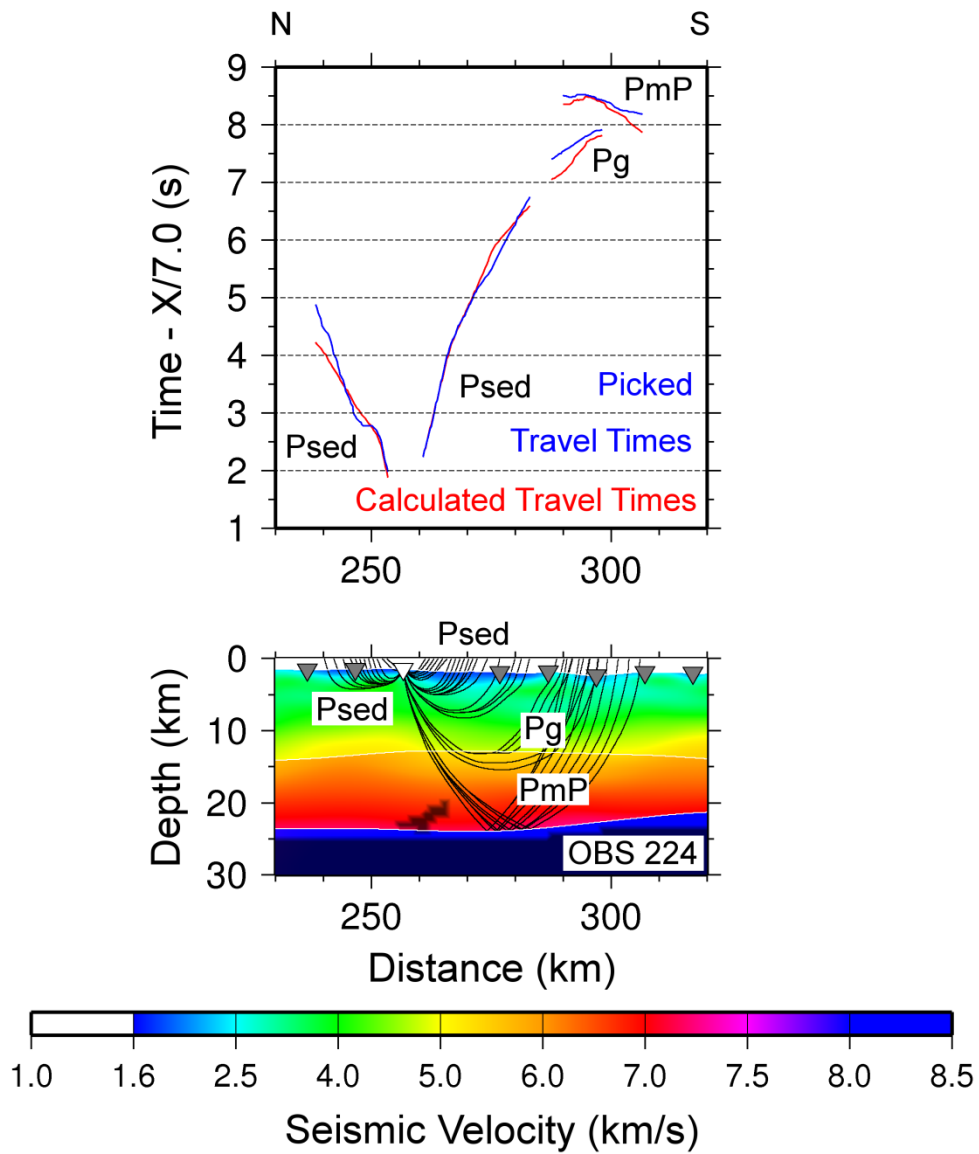 N S
9
8
7
6
5
4
3
2
1
Time - X/7.0 (s)
PmP
Pg
Psed
Picked
Psed
Travel Times
Calculated Travel Times
250 300
Psed
0
10
20
30
Depth (km)
Psed
Pg
PmP
OBS 224
250 300
Distance (km)
1.0 1.6 2.5 4.0 5.0 6.0 7.0 7.5 8.0 8.5
Seismic Velocity (km/s)